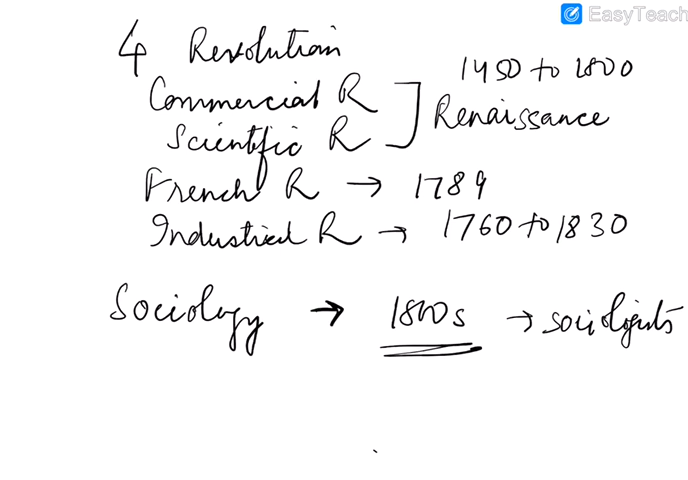 EasyTeach
4 Revolution
1450 to 1800
Commercial R
Renaissance
Scientific R
French R → 1789
Industrial R → 1760 to 1830
Sociology → 1800s → sociologists